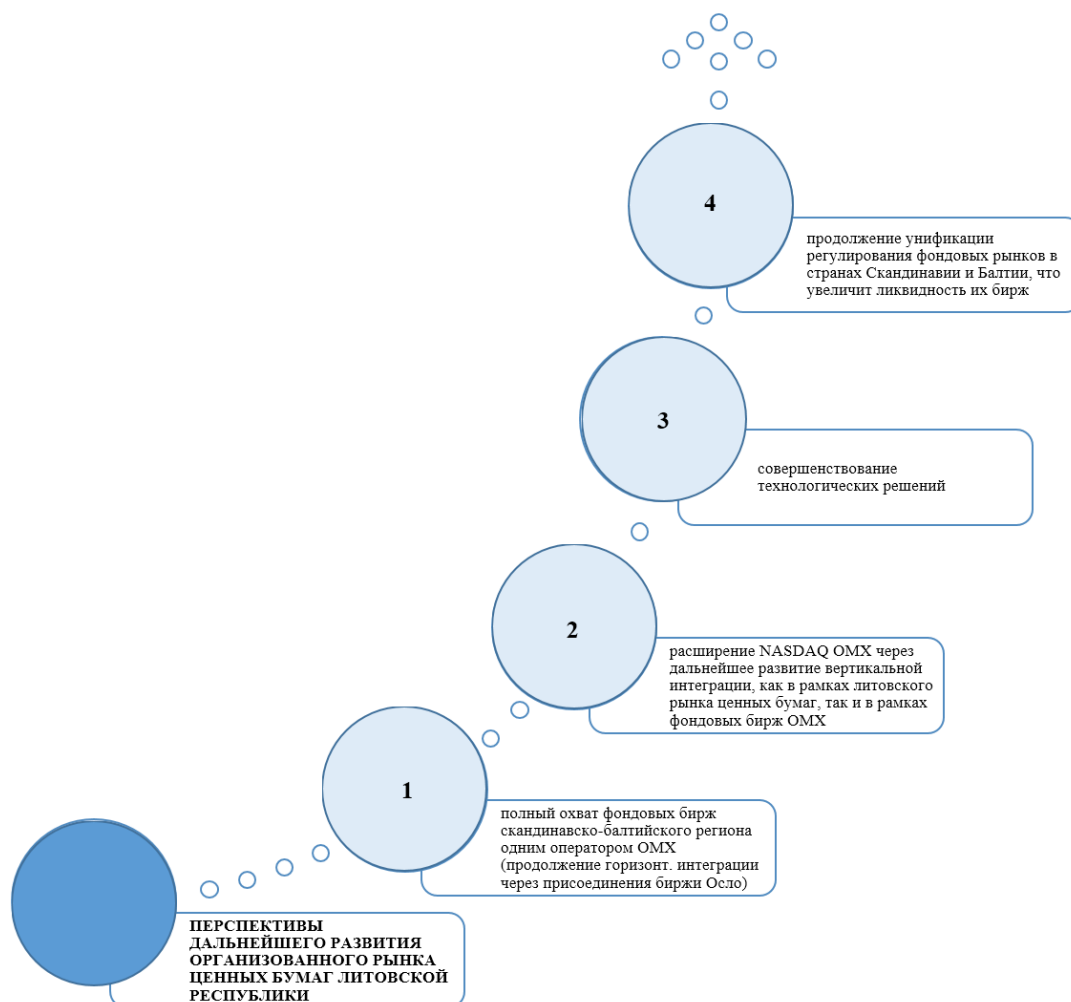 4
продолжение унификации
регулирования фондовых рынков в
странах Скандинавии и Балтии, что
увеличит ликвидность их бирж
3
совершенствование
технологических решений
2
расширение NASDAQ OMX через
дальнейшее развитие вертикальной
интеграции, как в рамках литовского
рынка ценных бумаг, так и в рамках
фондовых бирж OMX
1
полный охват фондовых бирж
скандинавско-балтийского региона
одним оператором OMX
(продолжение горизонт. интеграции
через присоединения биржи Осло)
ПЕРСПЕКТИВЫ
ДАЛЬНЕЙШЕГО РАЗВИТИЯ
ОРГАНИЗОВАННОГО РЫНКА
ЦЕННЫХ БУМАГ ЛИТОВСКОЙ
РЕСПУБЛИКИ